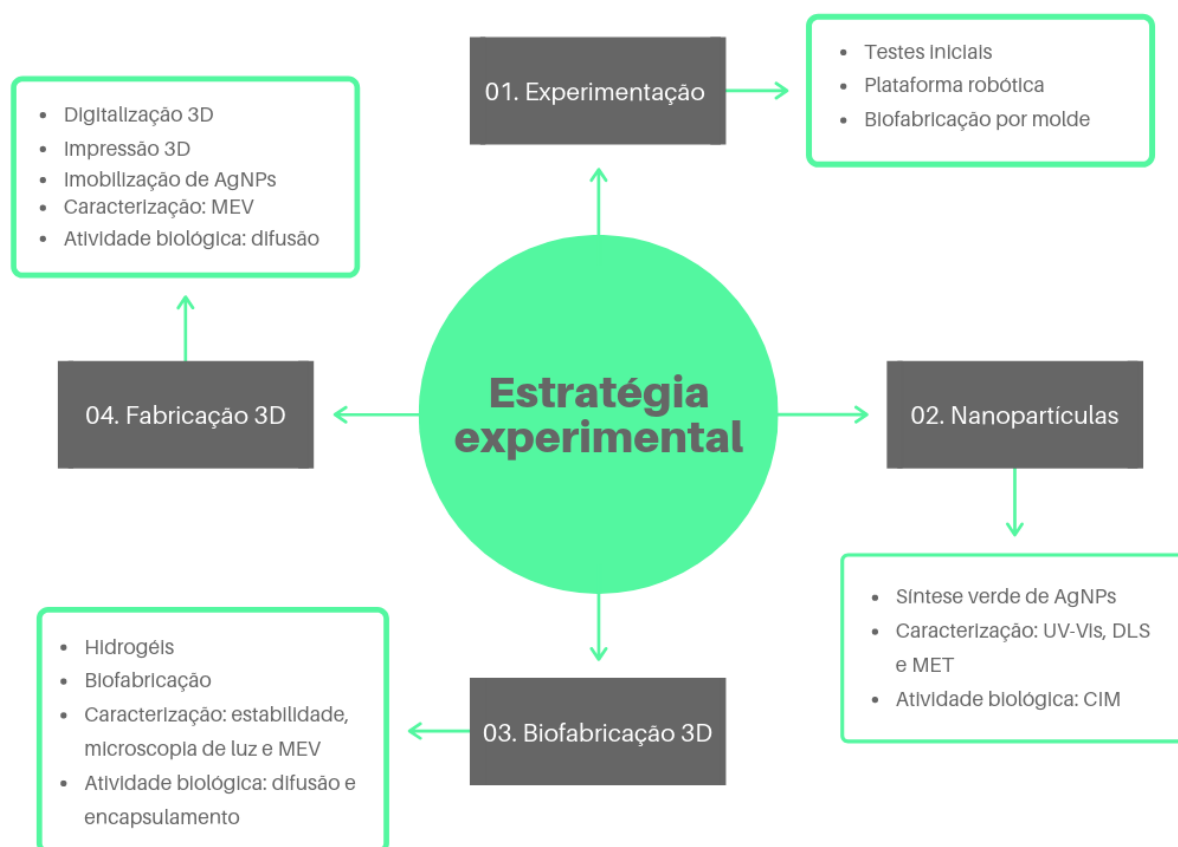 01. Experimentação
• Testes iniciais
• Plataforma robótica
• Biofabricação por molde
• Digitalização 3D
• Impressão 3D
• Imobilização de AgNPs
• Caracterização: MEV
• Atividade biológica: difusão
04. Fabricação 3D
Estratégia
experimental
02. Nanopartículas
• Síntese verde de AgNPs
• Caracterização: UV-Vis, DLS
e MET
• Atividade biológica: CIM
• Hidrogéis
• Biofabricação
• Caracterização: estabilidade,
microscopia de luz e MEV
• Atividade biológica: difusão e
encapsulamento
03. Biofabricação 3D